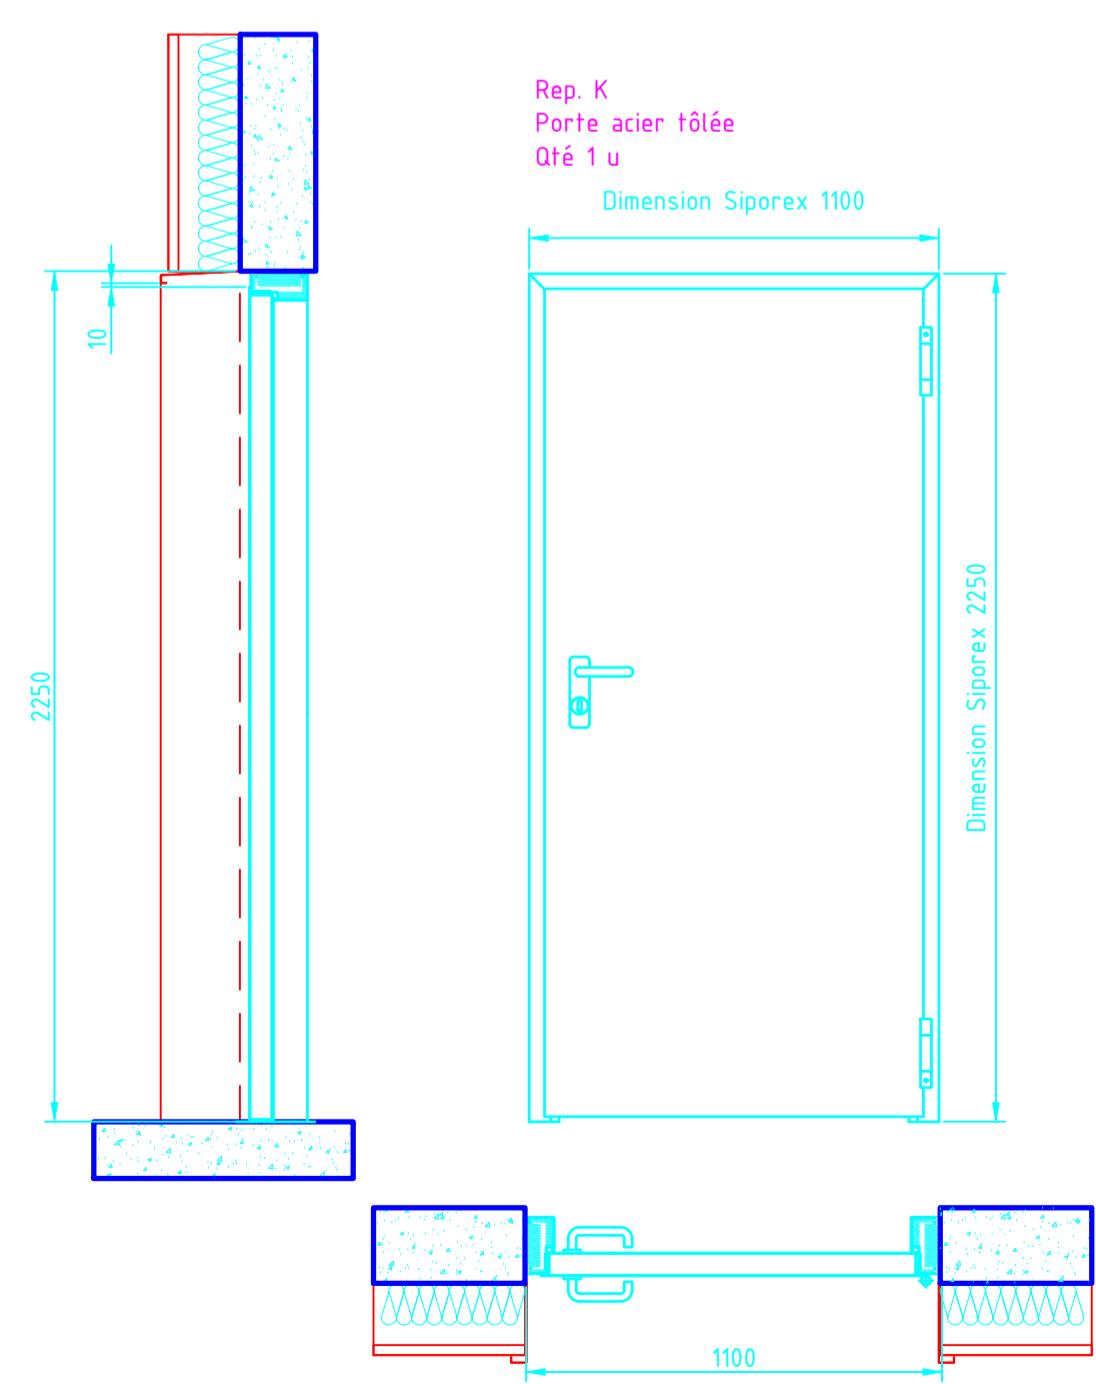 Rep. K
Porte acier tôlée
Qté 1 u
Dimension Siporex 1100
10
2250
Dimension Siporex 2250
1100